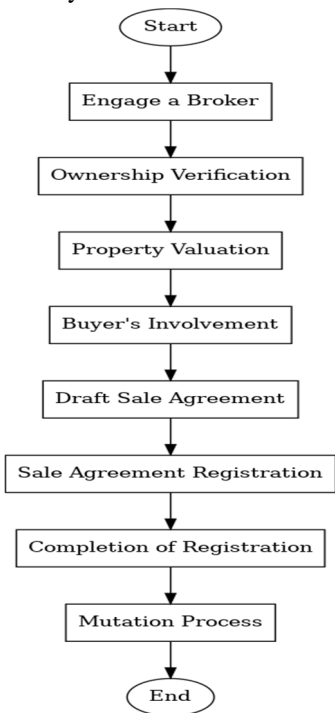 Start
Engage a Broker
Ownership Verification
Property Valuation
Buyer's Involvement
Draft Sale Agreement
Sale Agreement Registration
Completion of Registration
Mutation Process
End